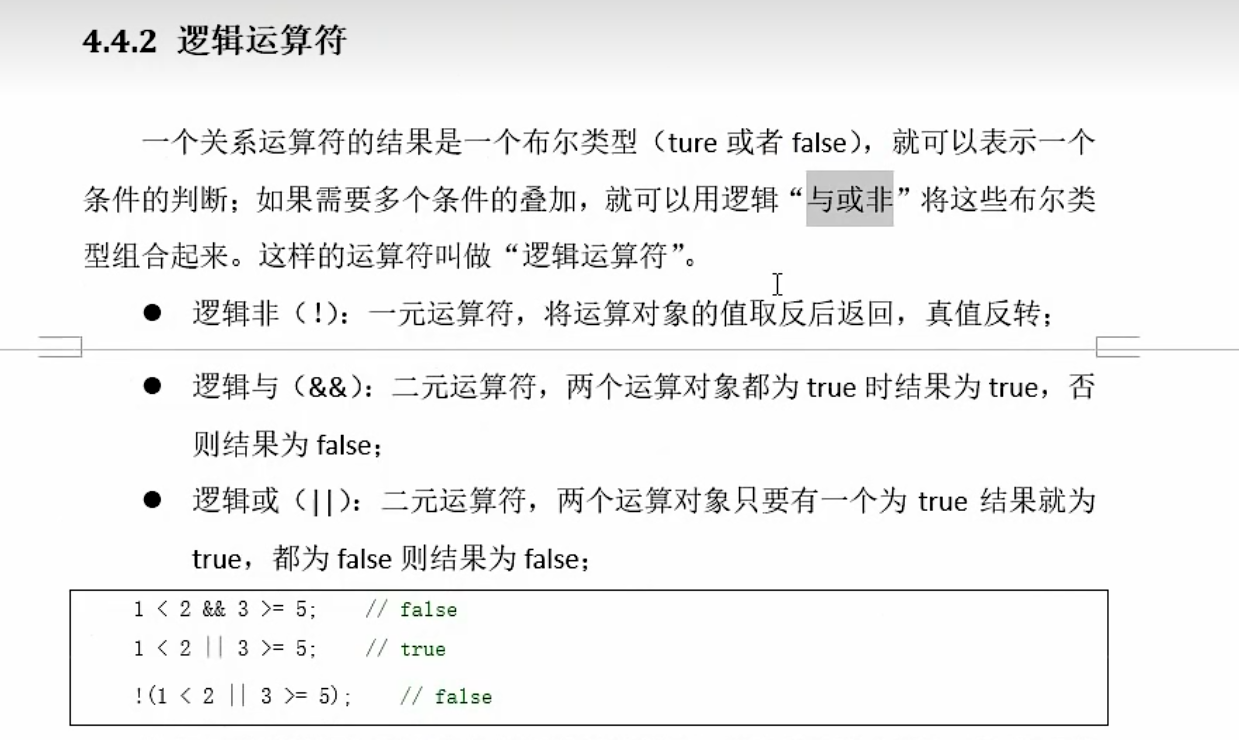 4.4.2 逻辑运算符
一个关系运算符的结果是一个布尔类型（ture 或者 false），就可以表示一个
条件的判断；如果需要多个条件的叠加，就可以用逻辑“与或非”将这些布尔类
型组合起来。这样的运算符叫做“逻辑运算符”。
● 逻辑非（!）：一元运算符，将运算对象的值取反后返回，真值反转；
● 逻辑与（&&）：二元运算符，两个运算对象都为 true 时结果为 true，否
则结果为 false；
● 逻辑或（||）：二元运算符，两个运算对象只要有一个为 true 结果就为
true，都为 false 则结果为 false；
1 < 2 && 3 >= 5;    // false
1 < 2 || 3 >= 5;    // true
!(1 < 2 || 3 >= 5);    // false